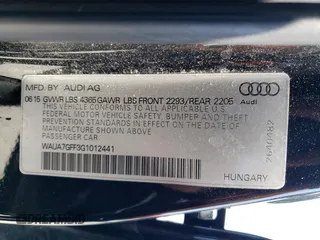 MFD. BY AUDI AG
06 15 GVWR LBS 4365 GAWR LBS FRONT 2293/REAR 2205
Audi
THIS VEHICLE CONFORMS TO ALL APPLICABLE U.S.
FEDERAL MOTOR VEHICLE SAFETY, BUMPER AND THEFT
PREVENTION STANDARDS IN EFFECT ON THE DATE OF
MANUFACTURE SHOWN ABOVE
PASSENGER CAR
WAUA7GFF3G1012441
HUNGARY